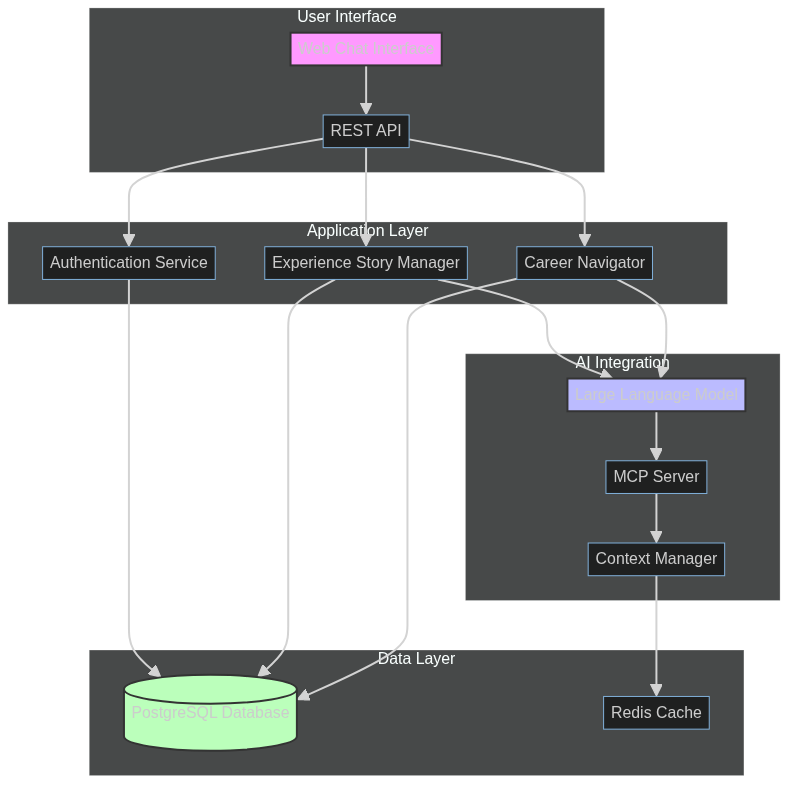 User Interface
Web Chat Interface
REST API
Application Layer
Authentication Service
Experience Story Manager
Career Navigator
AI Integration
Large Language Model
MCP Server
Context Manager
Data Layer
PostgreSQL Database
Redis Cache